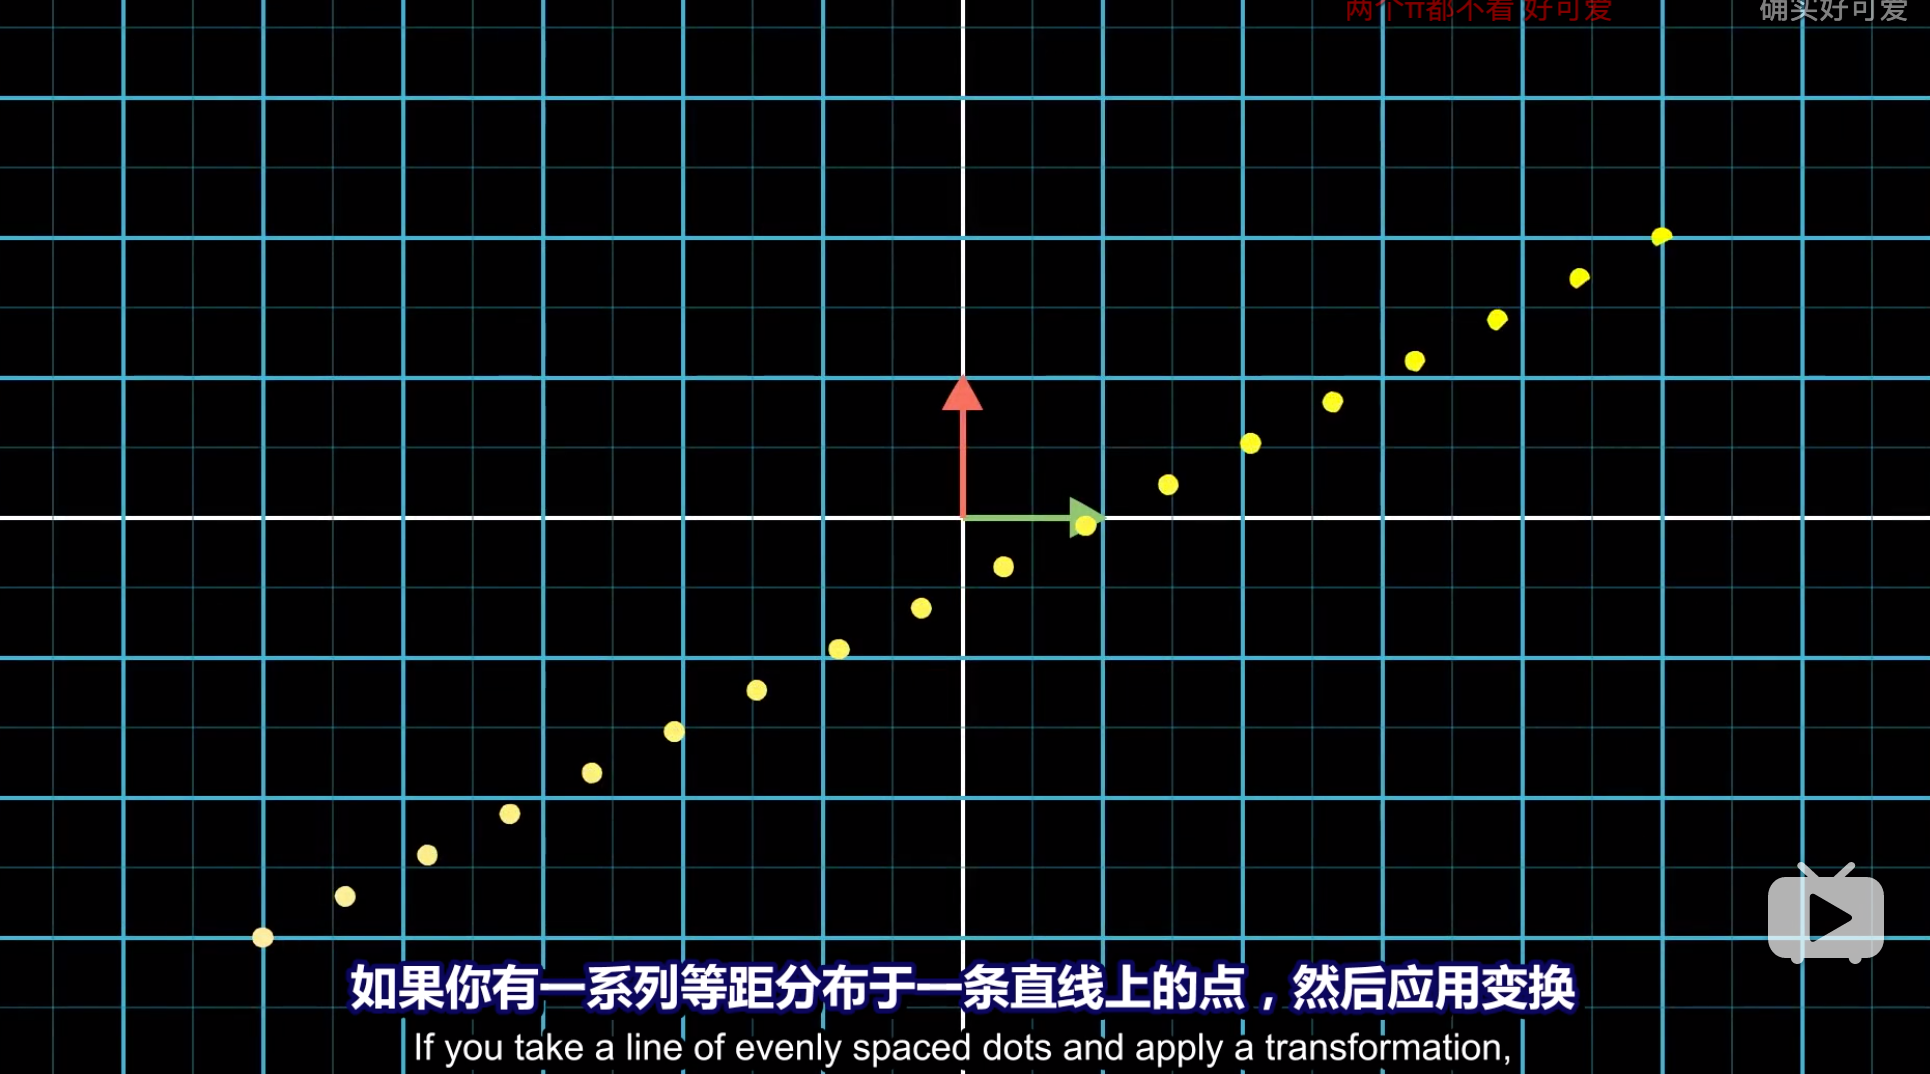 两个π都不看 好可爱
确实好可爱
如果你有一系列等距分布于一条直线上的点，然后应用变换
If you take a line of evenly spaced dots and apply a transformation,